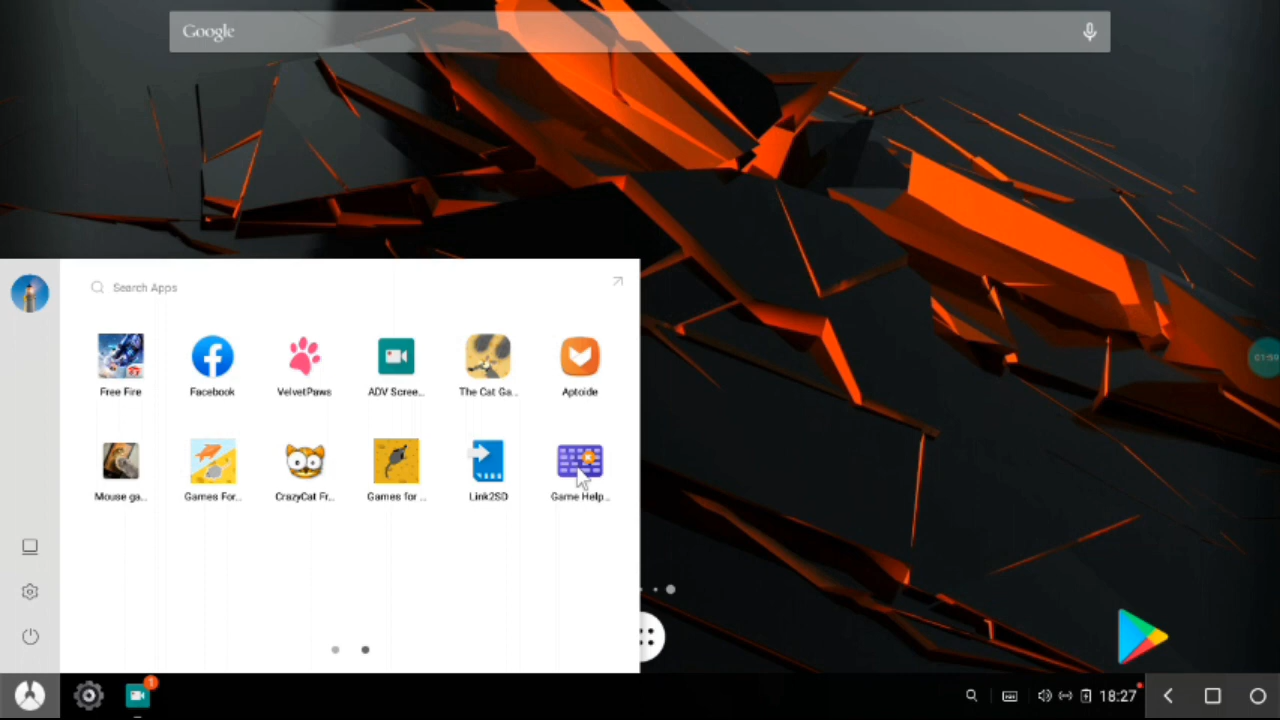 Google
Search Apps
Free Fire
Facebook
VelvetPaws
ADV Scree...
The Cat Ga..
Aptoide
Mouse ga..
Games For..
CrazyCat Fr..
Games for ..
Link2SD
Game Help..
1
18:27